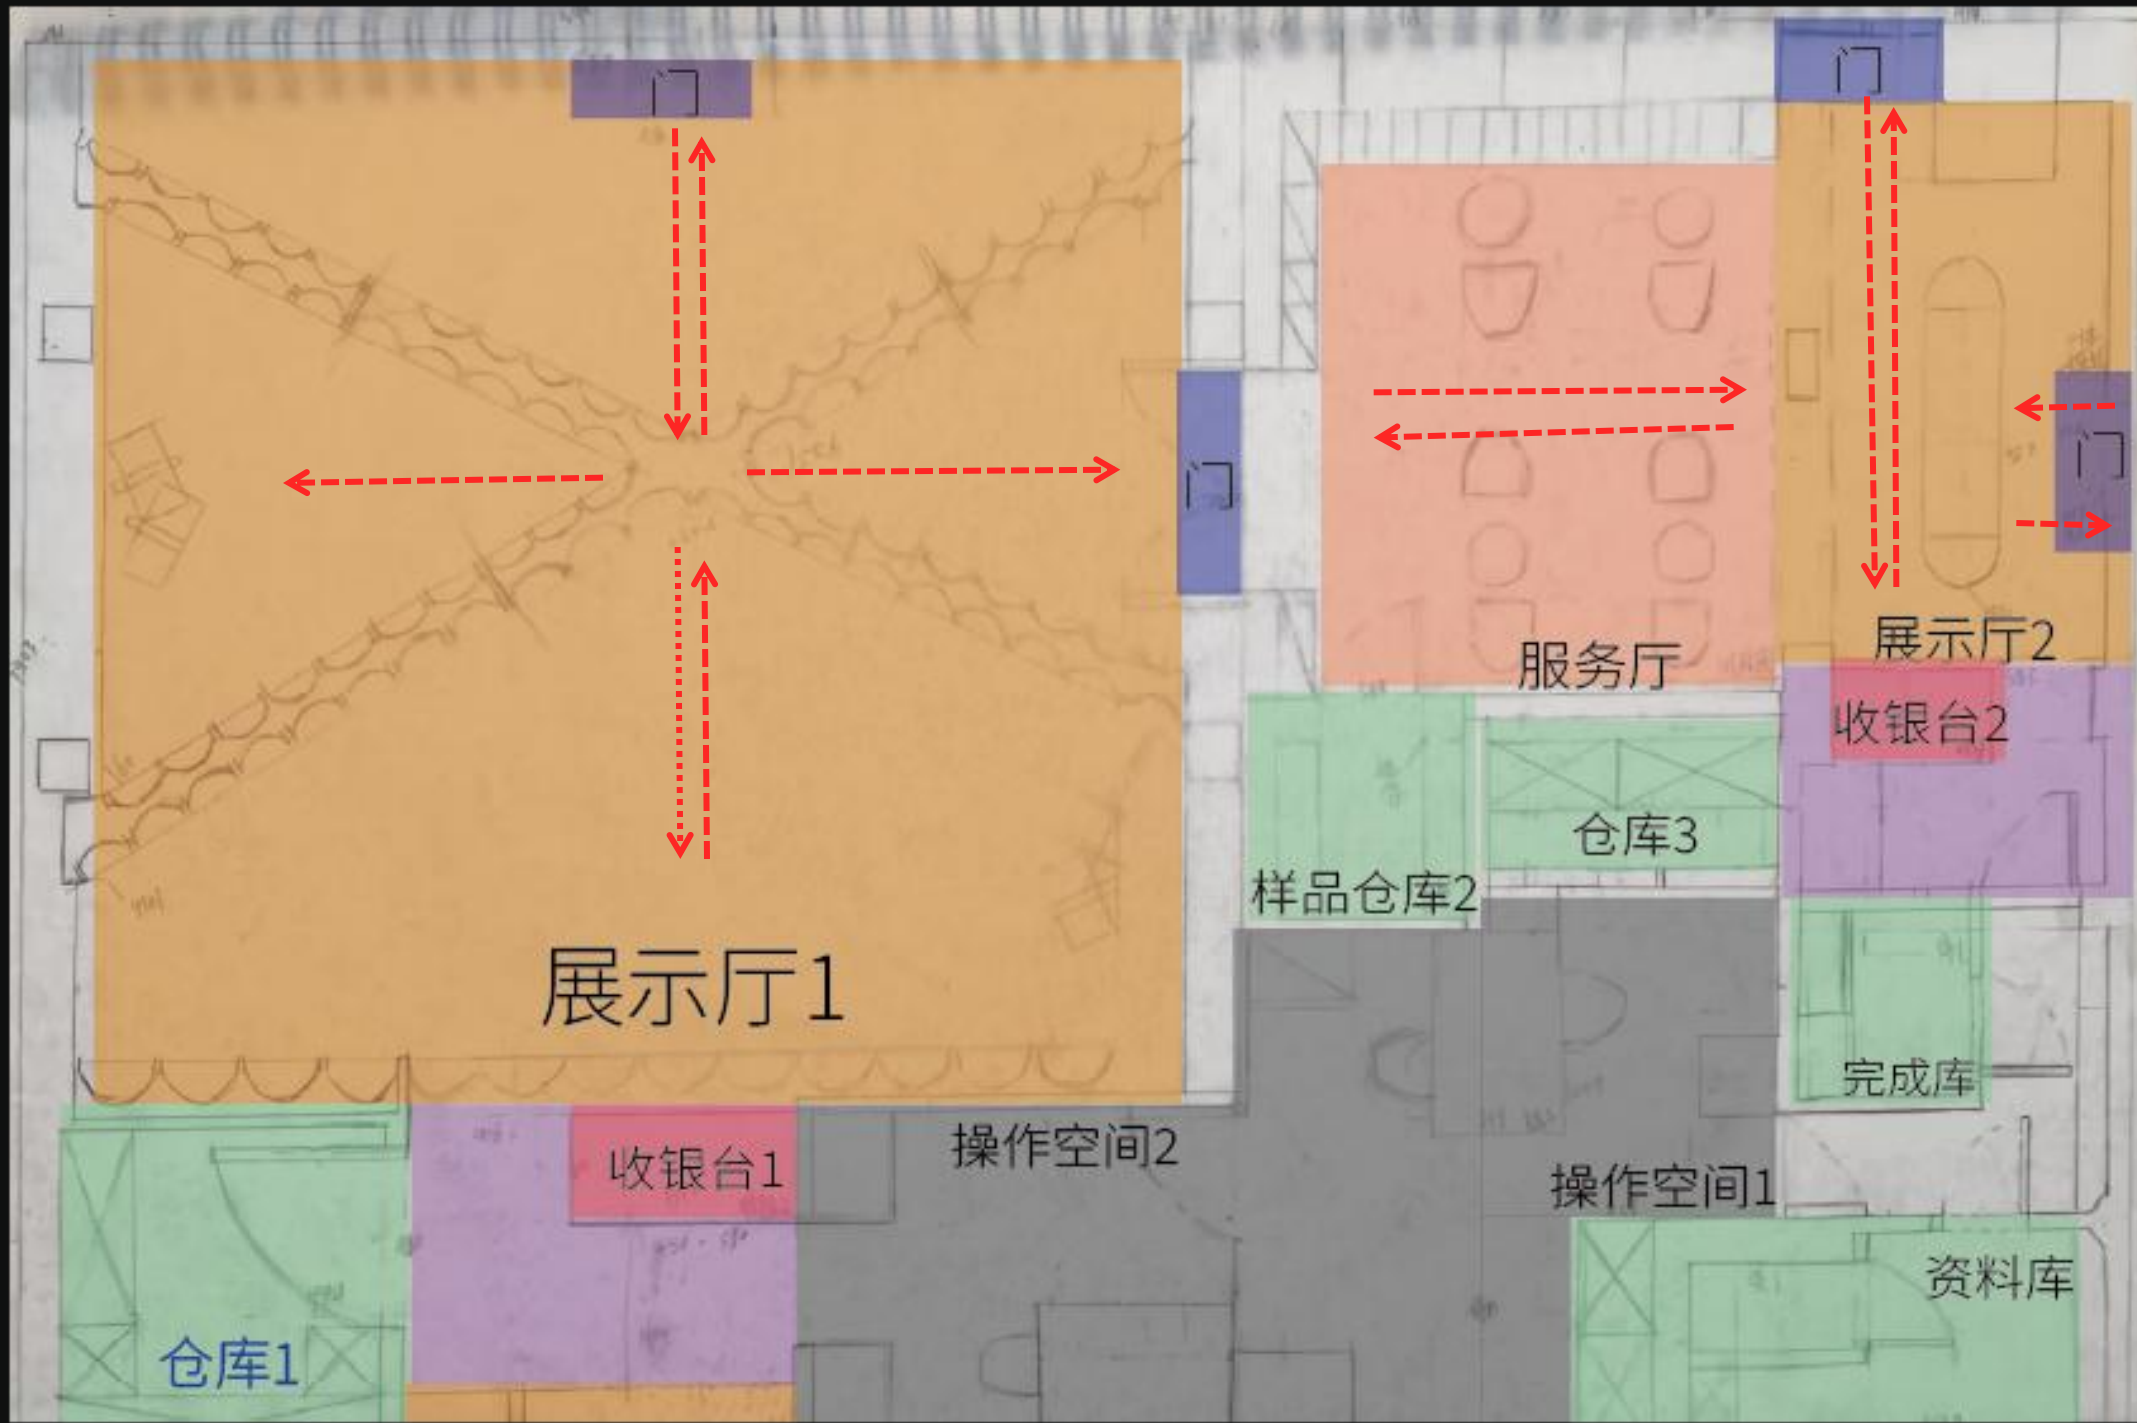 门
门
门
门
服务厅
展示厅2
收银台2
仓库3
样品仓库2
展示厅1
完成库
操作空间2
收银台1
操作空间1
资料库
仓库1